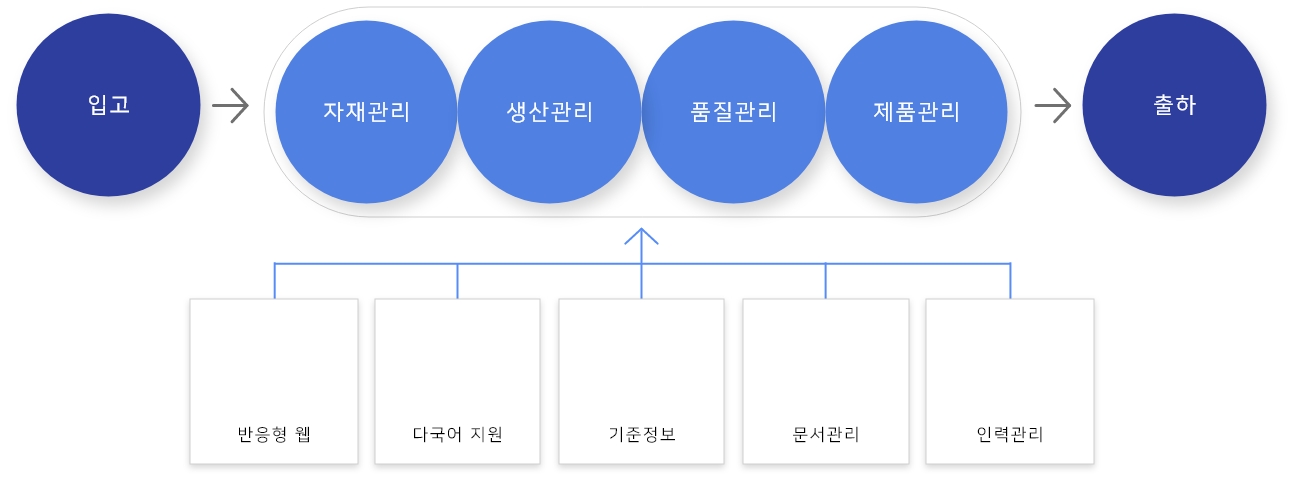 입고
자재관리
생산관리
품질관리
제품관리
출하
반응형 웹
다국어 지원
기준정보
문서관리
인력관리